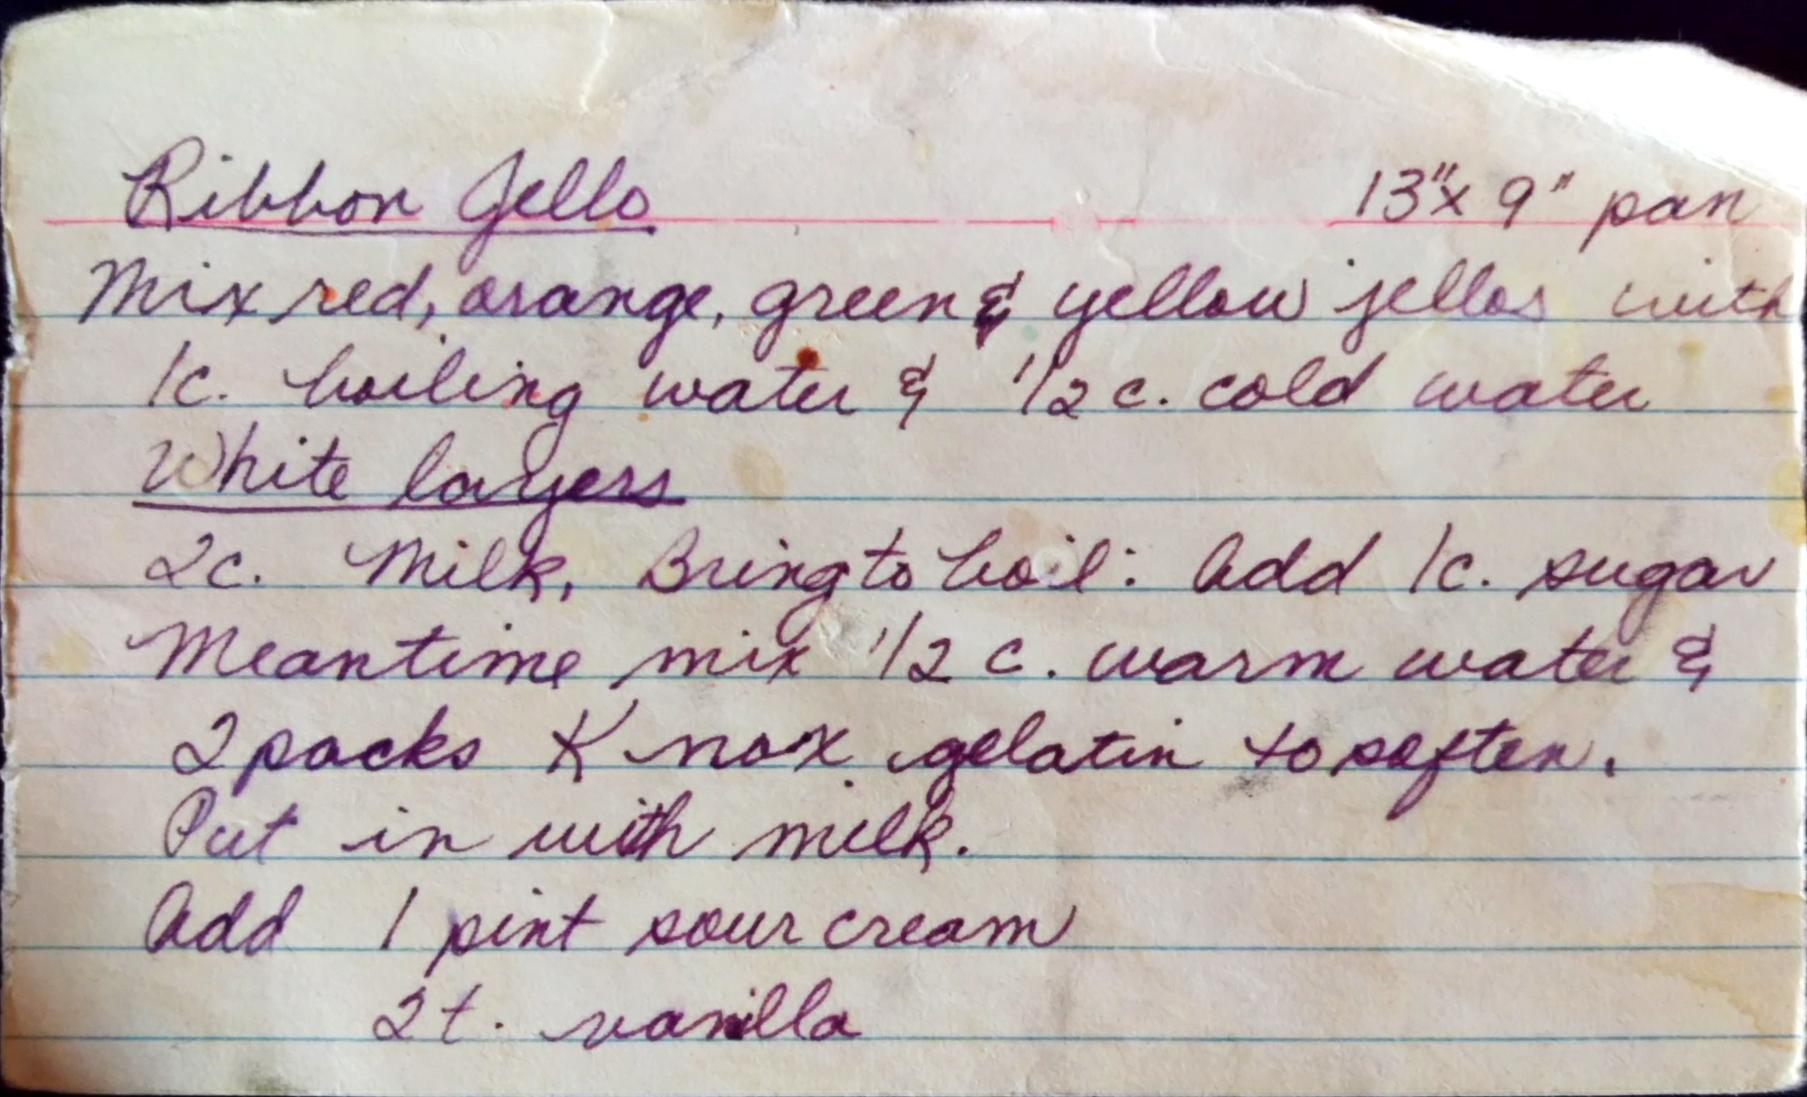 Ribbon Jello 13"x 9" pan
Mix red, orange, green & yellow jellos with
1c. boiling water & 1/2 c. cold water
White layers
2c. Milk, Bring to boil: Add 1c. sugar
Meantime mix 1/2 c. warm water &
2 packs Knox gelatin to soften.
Put in with milk.
Add 1 pint sour cream
2t. vanilla